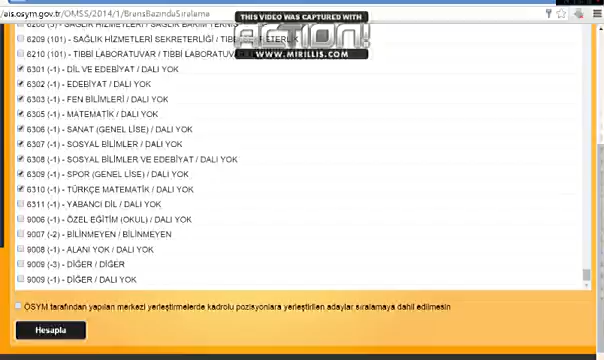 ais.osym.gov.tr/OMSS/2014/1/BransBazindaSiralame
THIS VIDEO WAS CAPTURED WITH
ACTION!
WWW.MIRILLIS.COM
6209 (101) - SAĞLIK HİZMETLERİ SEKRETERLİĞİ / TIBBİ
6210 (101) - TIBBİ LABORATUVAR / TIBBİ LABORATUVAR
6301 (-1) - DİL VE EDEBİYAT / DALI YOK
6302 (-1) - EDEBİYAT / DALI YOK
6303 (-1) - FEN BİLİMLERİ / DALI YOK
6305 (-1) - MATEMATİK / DALI YOK
6306 (-1) - SANAT (GENEL LİSE) / DALI YOK
6307 (-1) - SOSYAL BİLİMLER / DALI YOK
6308 (-1) - SOSYAL BİLİMLER VE EDEBİYAT / DALI YOK
6309 (-1) - SPOR (GENEL LİSE) / DALI YOK
6310 (-1) - TÜRKÇE MATEMATİK / DALI YOK
6311 (-1) - YABANCI DİL / DALI YOK
9006 (-1) - ÖZEL EĞİTİM (OKUL) / DALI YOK
9007 (-2) - BİLİNMEYEN / BİLİNMEYEN
9008 (-1) - ALANI YOK / DALI YOK
9009 (-3) - DİĞER / DİĞER
9009 (-1) - DİĞER / DALI YOK
ÖSYM tarafından yapılan merkezi yerleştirmelerde kadrolu pozisyonlara yerleştirilen adaylar sıralamaya dahil edilmesin
Hesapla